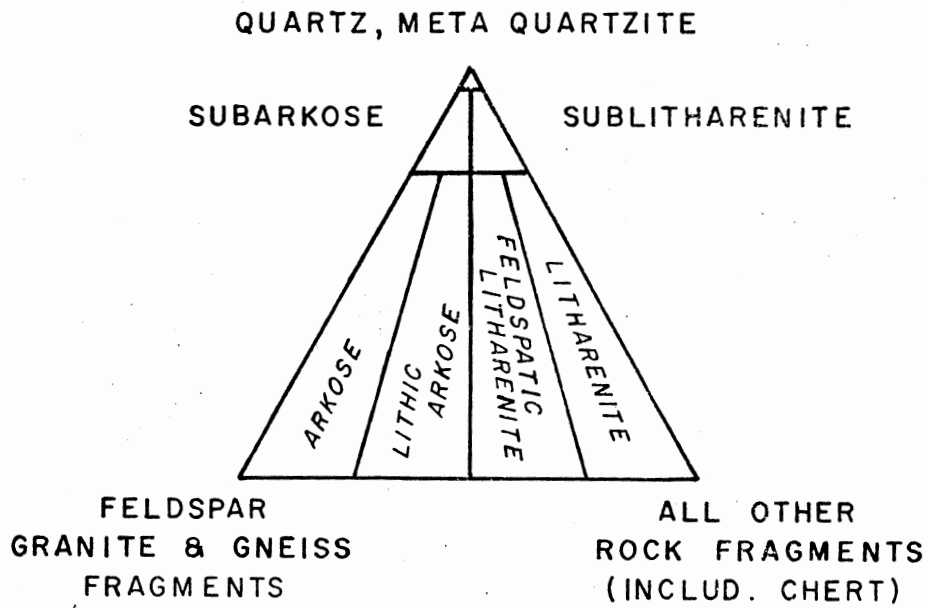 QUARTZ, META QUARTZITE
SUBARKOSE
SUBLITHARENITE
ARKOSE
LITHIC
ARKOSE
FELDSPATIC
LITHARENITE
LITHARENITE
FELDSPAR
GRANITE & GNEISS
FRAGMENTS
ALL OTHER
ROCK FRAGMENTS
(INCLUD. CHERT)